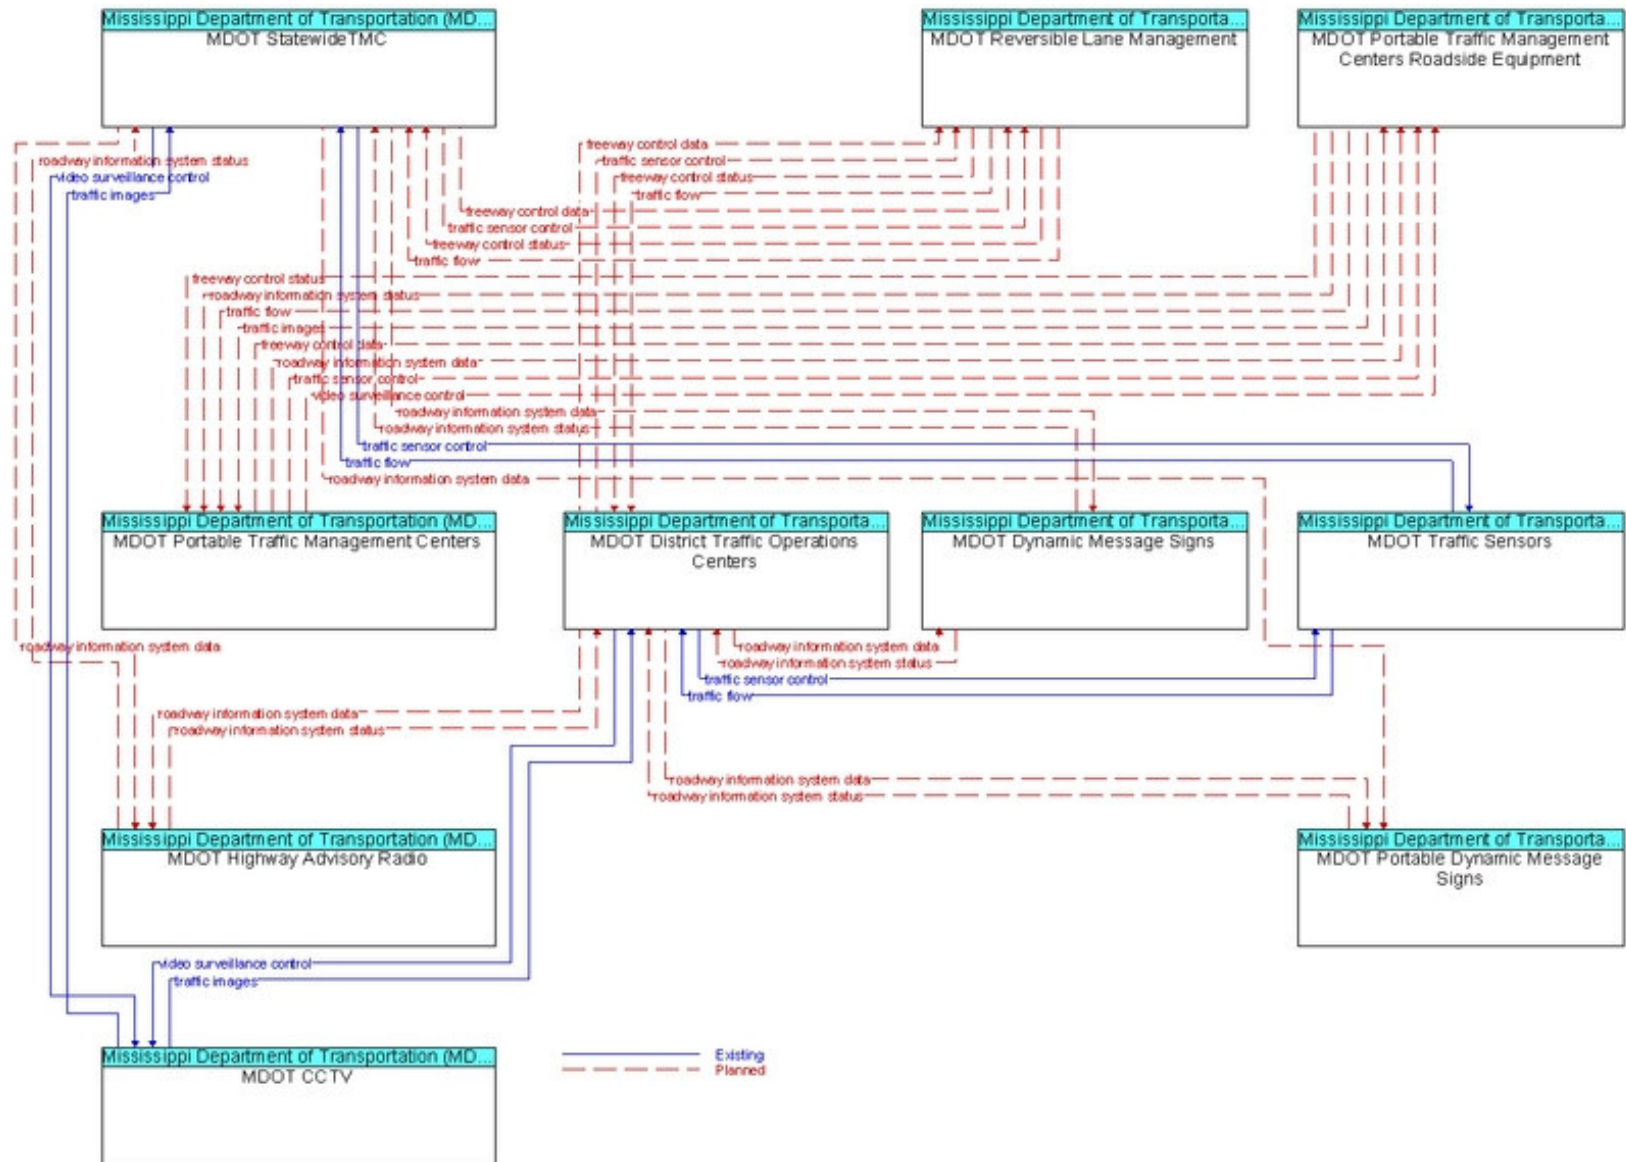 Mississippi Department of Transportation (MD...
MDOT StatewideTMC
Mississippi Department of Transporta...
MDOT Reversible Lane Management
Mississippi Department of Transporta...
MDOT Portable Traffic Management
Centers Roadside Equipment
freeway control data
roadway information system status
traffic sensor control
video surveillance control
freeway control status
traffic images
traffic flow
freeway control data
traffic sensor control
freeway control status
traffic flow
freeway control status
roadway information system status
traffic flow
traffic images
freeway control data
roadway information system data
traffic sensor control
video surveillance control
roadway information system data
roadway information system status
traffic sensor control
traffic flow
roadway information system data
Mississippi Department of Transportation (MD...
MDOT Portable Traffic Management Centers
Mississippi Department of Transporta...
MDOT District Traffic Operations
Centers
Mississippi Department of Transporta...
MDOT Dynamic Message Signs
Mississippi Department of Transporta...
MDOT Traffic Sensors
roadway information system data
roadway information system data
roadway information system status
traffic sensor control
traffic flow
roadway information system data
roadway information system status
roadway information system data
roadway information system status
Mississippi Department of Transportation (MD...
MDOT Highway Advisory Radio
Mississippi Department of Transporta...
MDOT Portable Dynamic Message
Signs
video surveillance control
traffic images
Mississippi Department of Transportation (MD...
MDOT CCTV
Existing
Planned